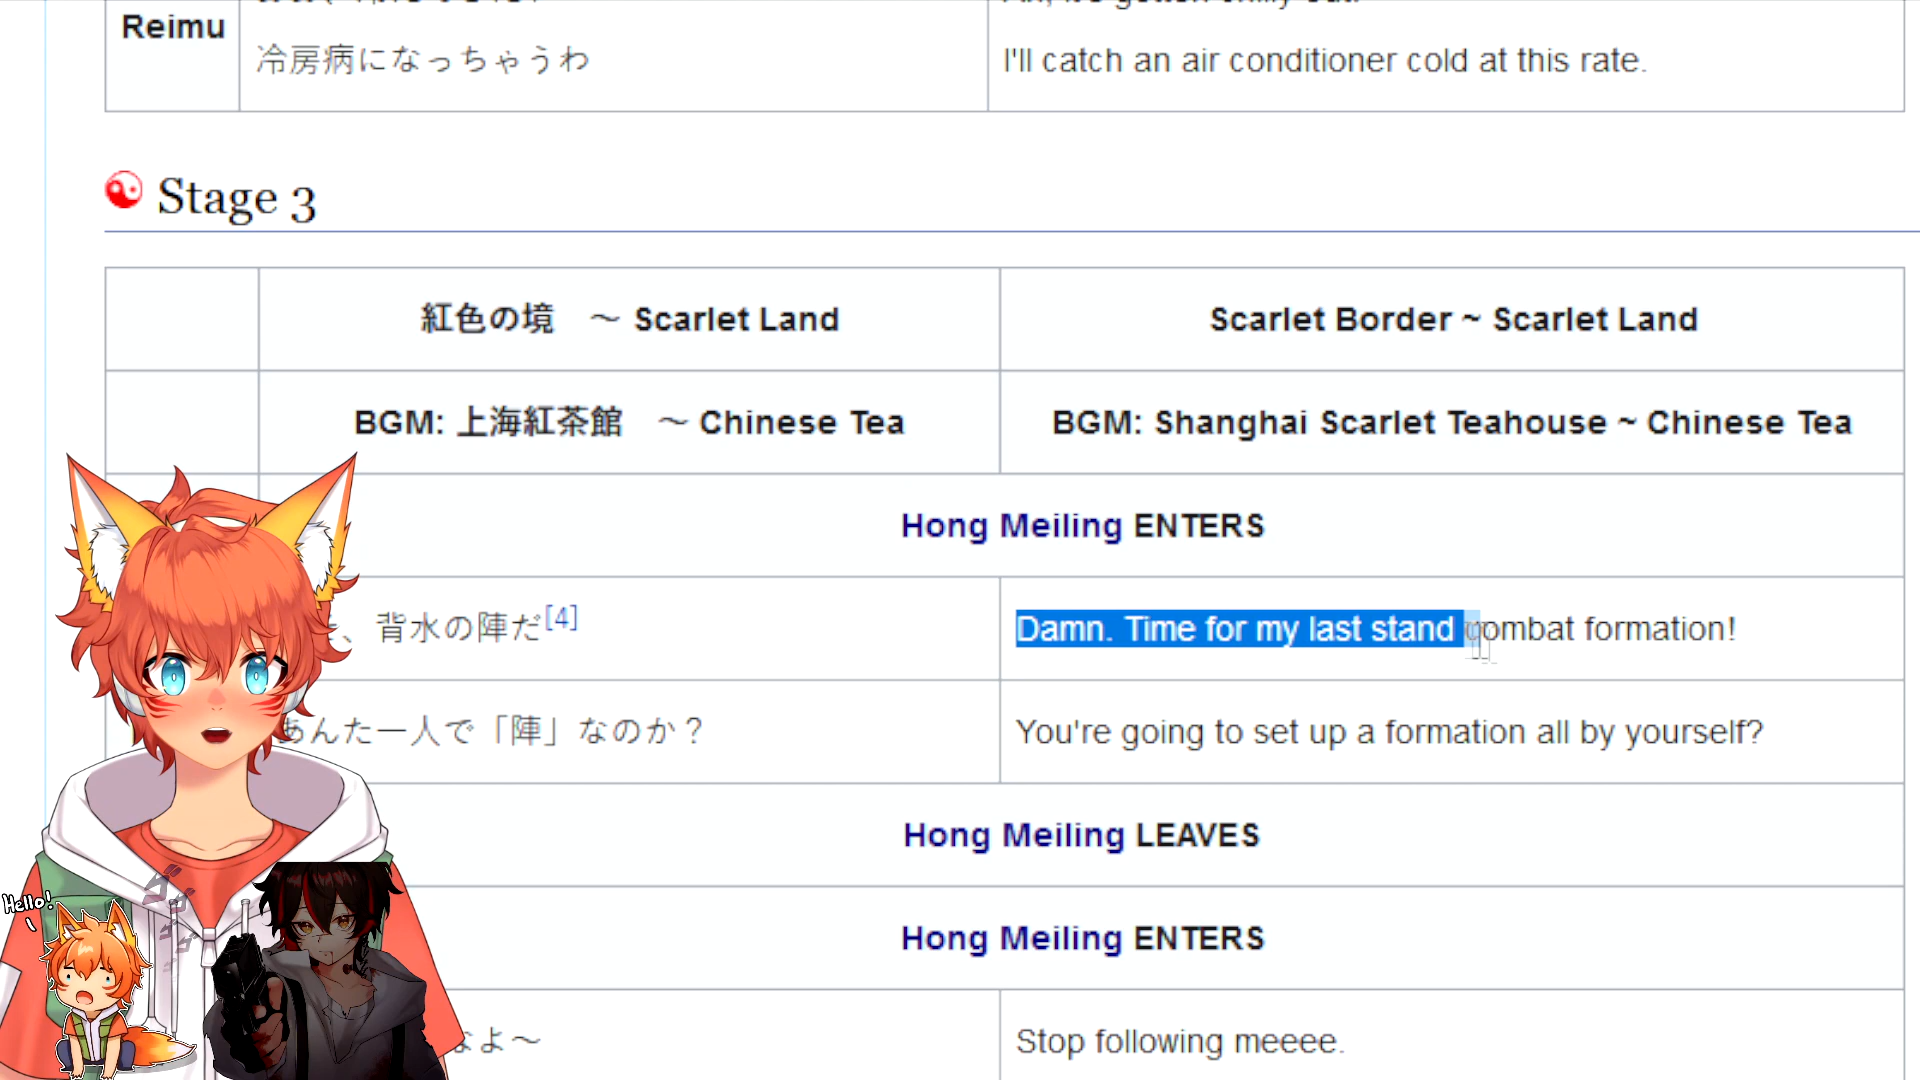 Reimu
冷房病になっちゃうわ
I'll catch an air conditioner cold at this rate.
Stage 3
紅色の境　～ Scarlet Land
Scarlet Border ~ Scarlet Land
BGM: 上海紅茶館　～ Chinese Tea
BGM: Shanghai Scarlet Teahouse ~ Chinese Tea
Hong Meiling ENTERS
、背水の陣だ[4]
Damn. Time for my last stand combat formation!
あんた一人で「陣」なのか？
You're going to set up a formation all by yourself?
Hong Meiling LEAVES
Hong Meiling ENTERS
よ～
Stop following meeee.
Hello!